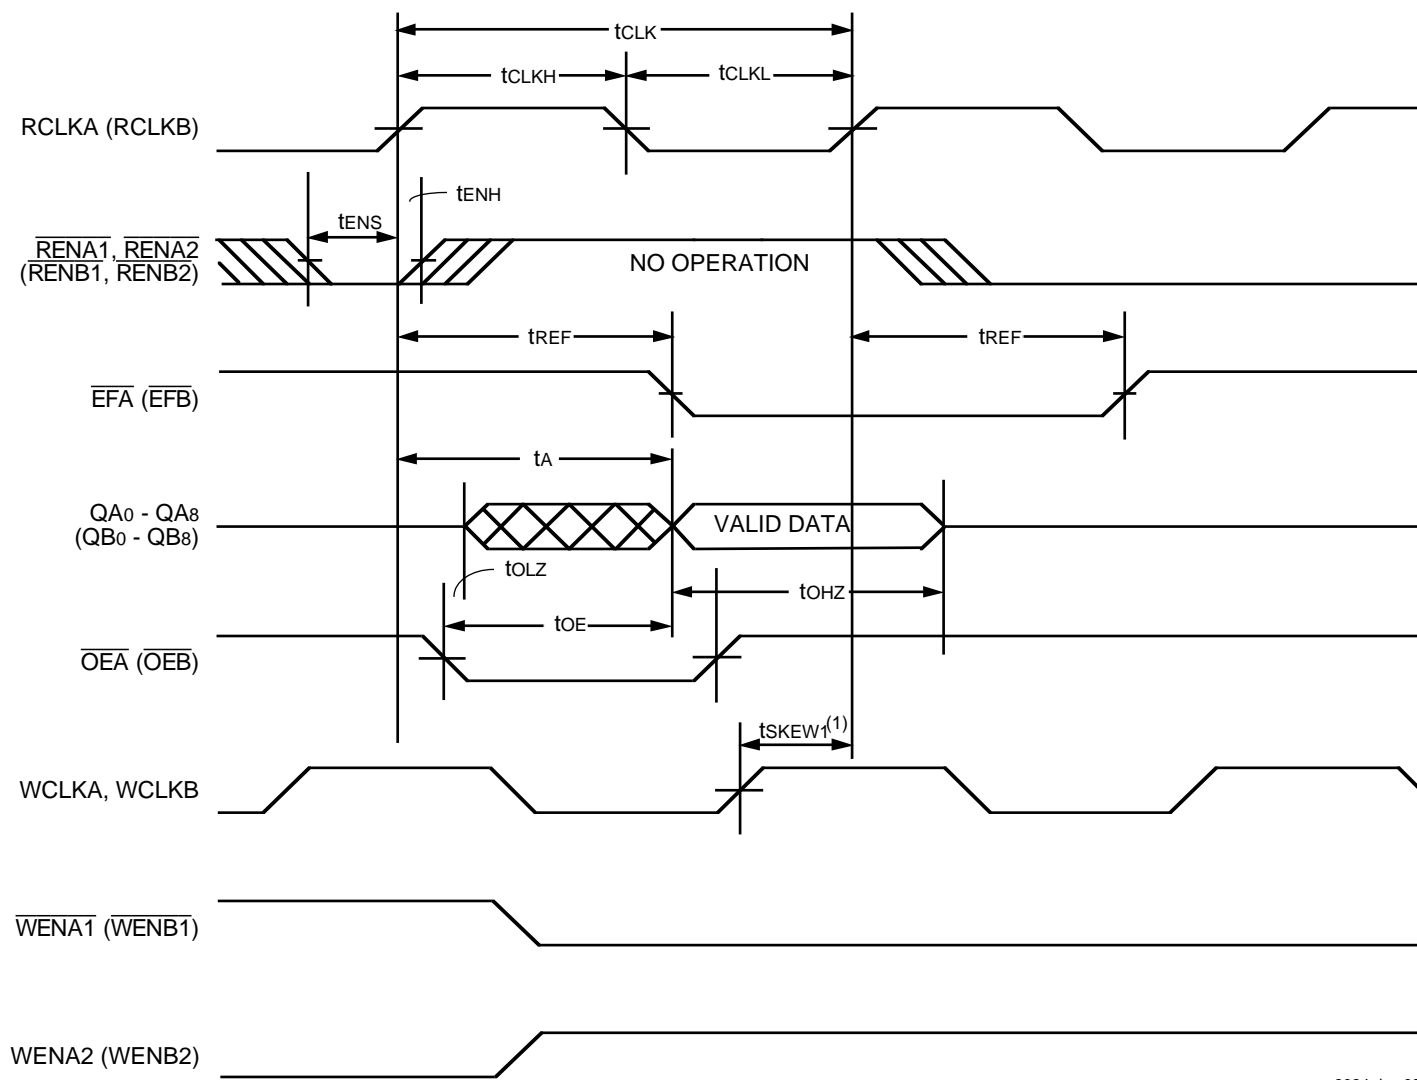 tCLK
tCLKH
tCLKL
RCLKA (RCLKB)
tENH
tENS
RENA1, RENA2
(RENB1, RENB2)
NO OPERATION
tREF
tREF
EFA (EFB)
tA
QA0 - QA8
(QB0 - QB8)
VALID DATA
tOLZ
tOHZ
tOE
OEA (OEB)
tSKEW1(1)
WCLKA, WCLKB
WENA1 (WENB1)
WENA2 (WENB2)